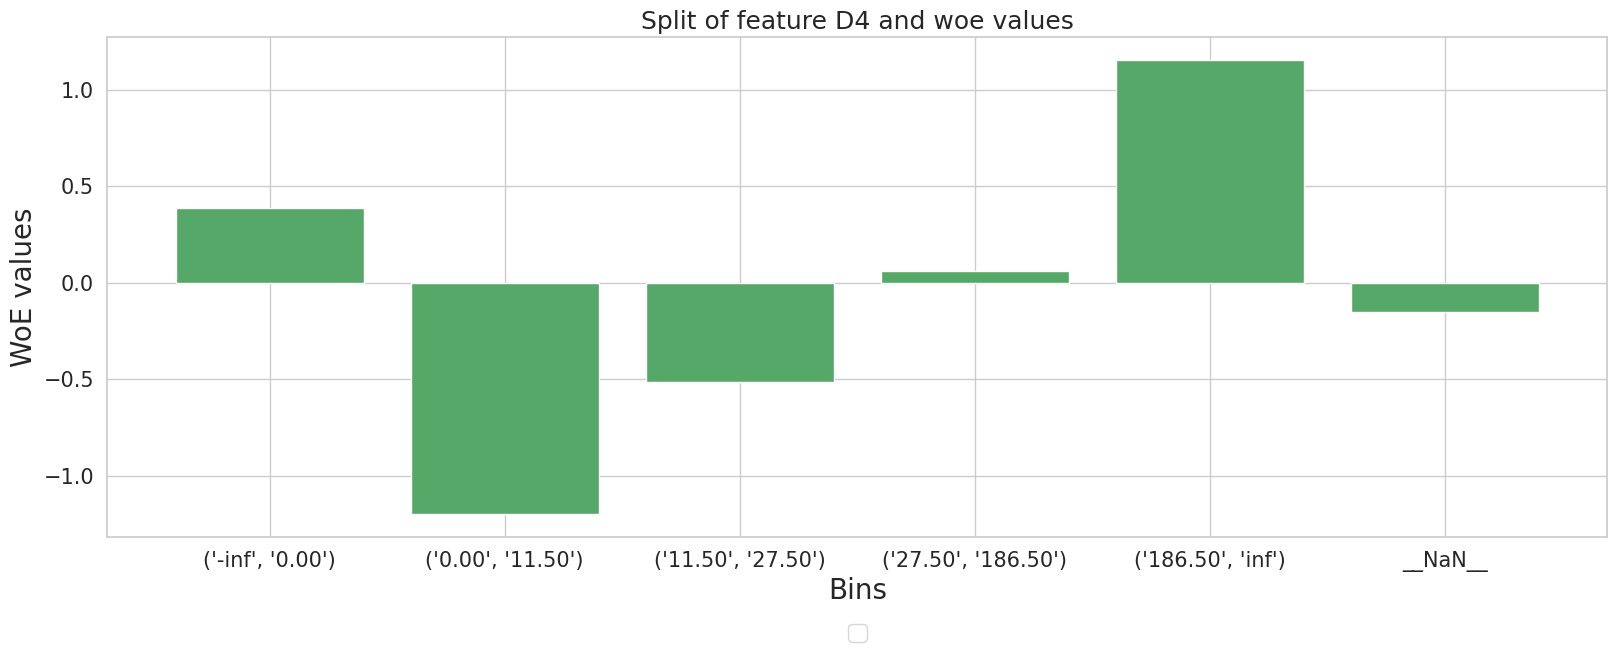 Split of feature D4 and woe values
WoE values
1.0
0.5
0.0
−0.5
−1.0
('-inf', '0.00')
('0.00', '11.50')
('11.50', '27.50')
('27.50', '186.50')
('186.50', 'inf')
__NaN__
Bins